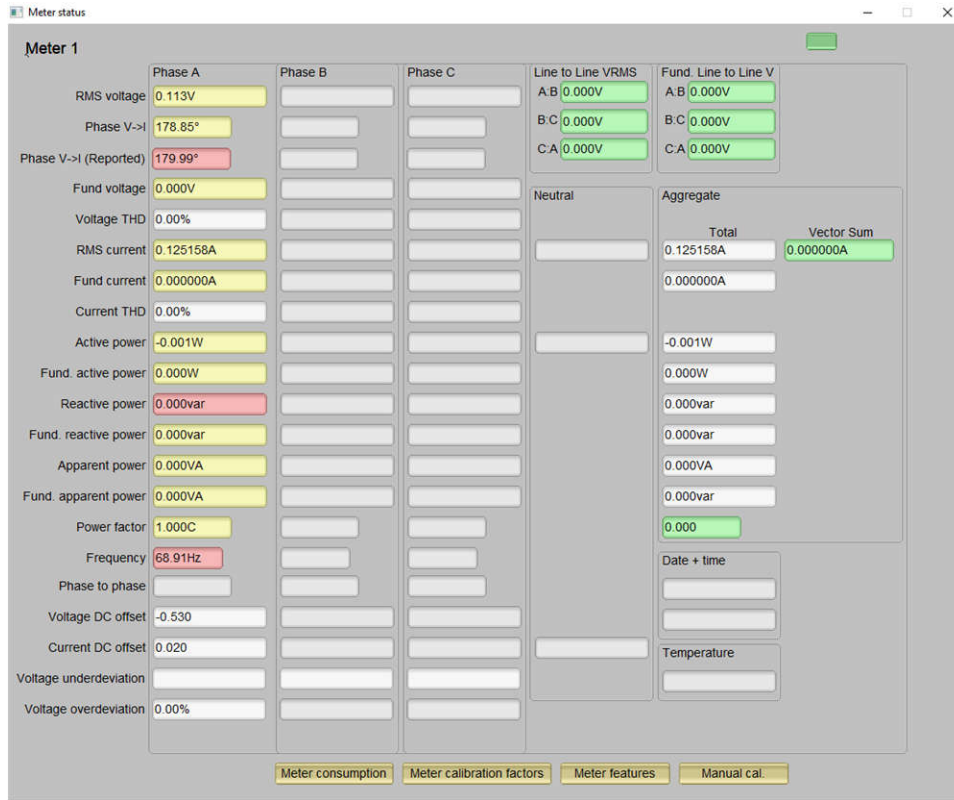 Meter status
Meter 1
Phase A Phase B Phase C Line to Line VRMS Fund. Line to Line V
RMS voltage 0.113V A:B 0.000V A:B 0.000V
Phase V->I 178.85° B:C 0.000V B:C 0.000V
Phase V->I (Reported) 179.99° C:A 0.000V C:A 0.000V
Fund voltage 0.000V Neutral Aggregate
Voltage THD 0.00% Total Vector Sum
RMS current 0.125158A 0.125158A 0.000000A
Fund current 0.000000A 0.000000A
Current THD 0.00%
Active power -0.001W -0.001W
Fund. active power 0.000W 0.000W
Reactive power 0.000var 0.000var
Fund. reactive power 0.000var 0.000var
Apparent power 0.000VA 0.000VA
Fund. apparent power 0.000VA 0.000var
Power factor 1.000C 0.000
Frequency 68.91Hz Date + time
Phase to phase
Voltage DC offset -0.530
Current DC offset 0.020 Temperature
Voltage underdeviation
Voltage overdeviation 0.00%
Meter consumption Meter calibration factors Meter features Manual cal.